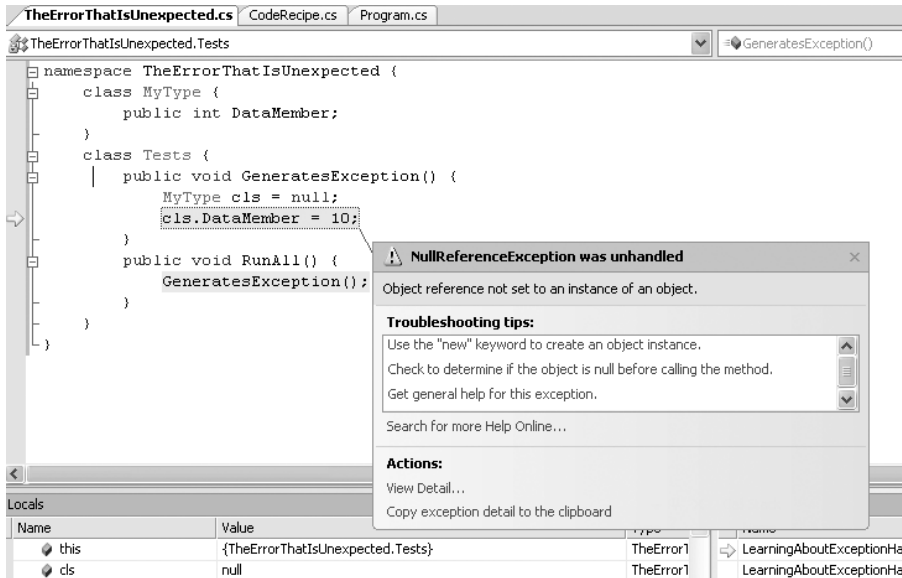 TheErrorThatIsUnexpected.cs CodeRecipe.cs Program.cs
TheErrorThatIsUnexpected.Tests GeneratesException()
namespace TheErrorThatIsUnexpected {
class MyType {
public int DataMember;
}
class Tests {
public void GeneratesException() {
MyType cls = null;
cls.DataMember = 10;
}
public void RunAll() {
GeneratesException();
}
}
}
NullReferenceException was unhandled
Object reference not set to an instance of an object.
Troubleshooting tips:
Use the "new" keyword to create an object instance.
Check to determine if the object is null before calling the method.
Get general help for this exception.
Search for more Help Online...
Actions:
View Detail...
Copy exception detail to the clipboard
Locals
Name Value Type Name
this {TheErrorThatIsUnexpected.Tests} TheErrorT LearningAboutExceptionHa
cls null TheErrorT LearningAboutExceptionHa